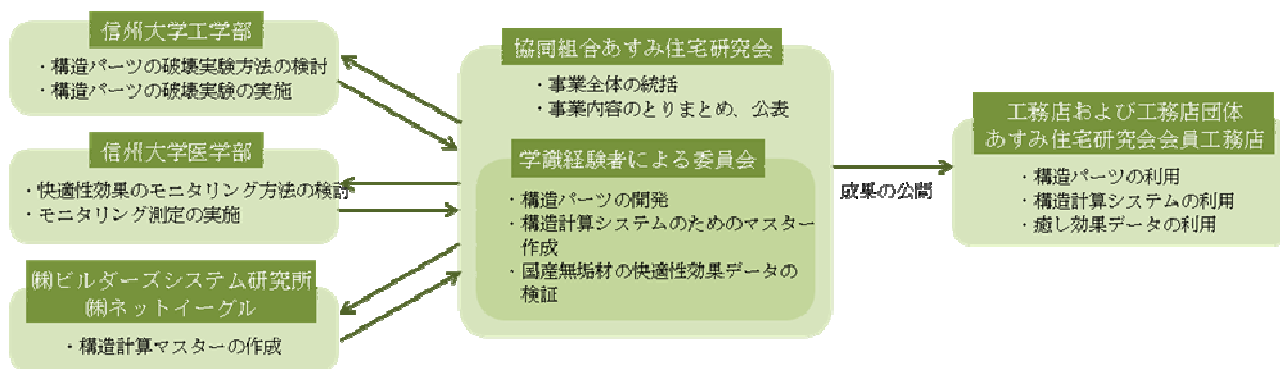 信州大学工学部
・構造パーツの破壊実験方法の検討
・構造パーツの破壊実験の実施
信州大学医学部
・快適性効果のモニタリング方法の検討
・モニタリング測定の実施
㈱ビルダーズシステム研究所
㈱ネットイーグル
・構造計算マスターの作成
協同組合あすみ住宅研究会
・事業全体の統括
・事業内容のとりまとめ、公表
学識経験者による委員会
・構造パーツの開発
・構造計算システムのためのマスター
作成
・国産無垢材の快適性効果データの
検証
成果の公開
工務店および工務店団体
あすみ住宅研究会会員工務店
・構造パーツの利用
・構造計算システムの利用
・癒し効果データの利用